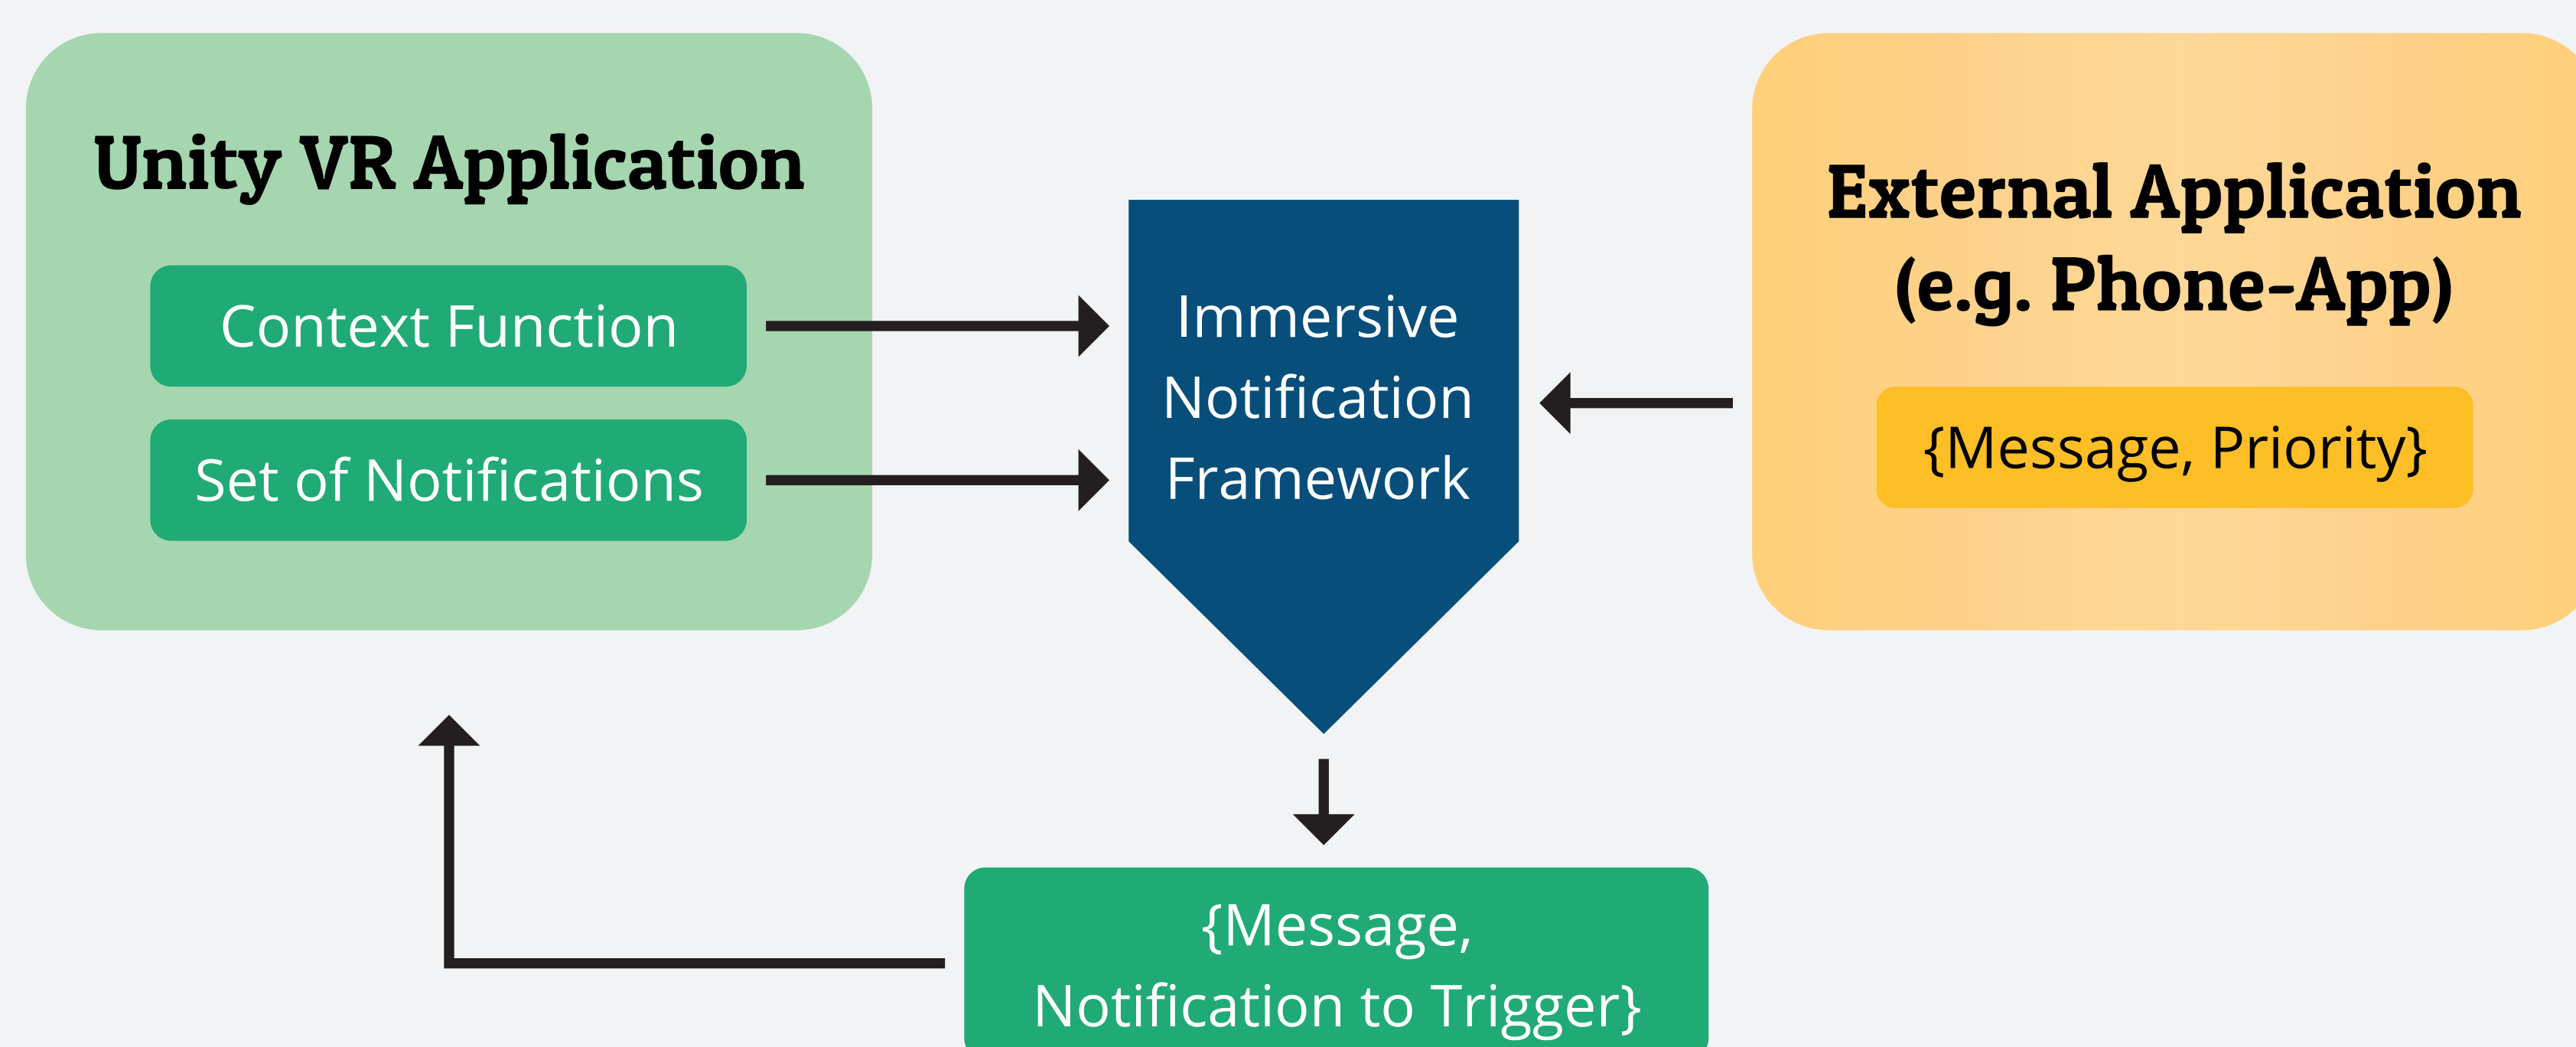 Unity VR Application
Context Function
Set of Notifications
Immersive
Notification
Framework
External Application
(e.g. Phone-App)
{Message, Priority}
{Message,
Notification to Trigger}